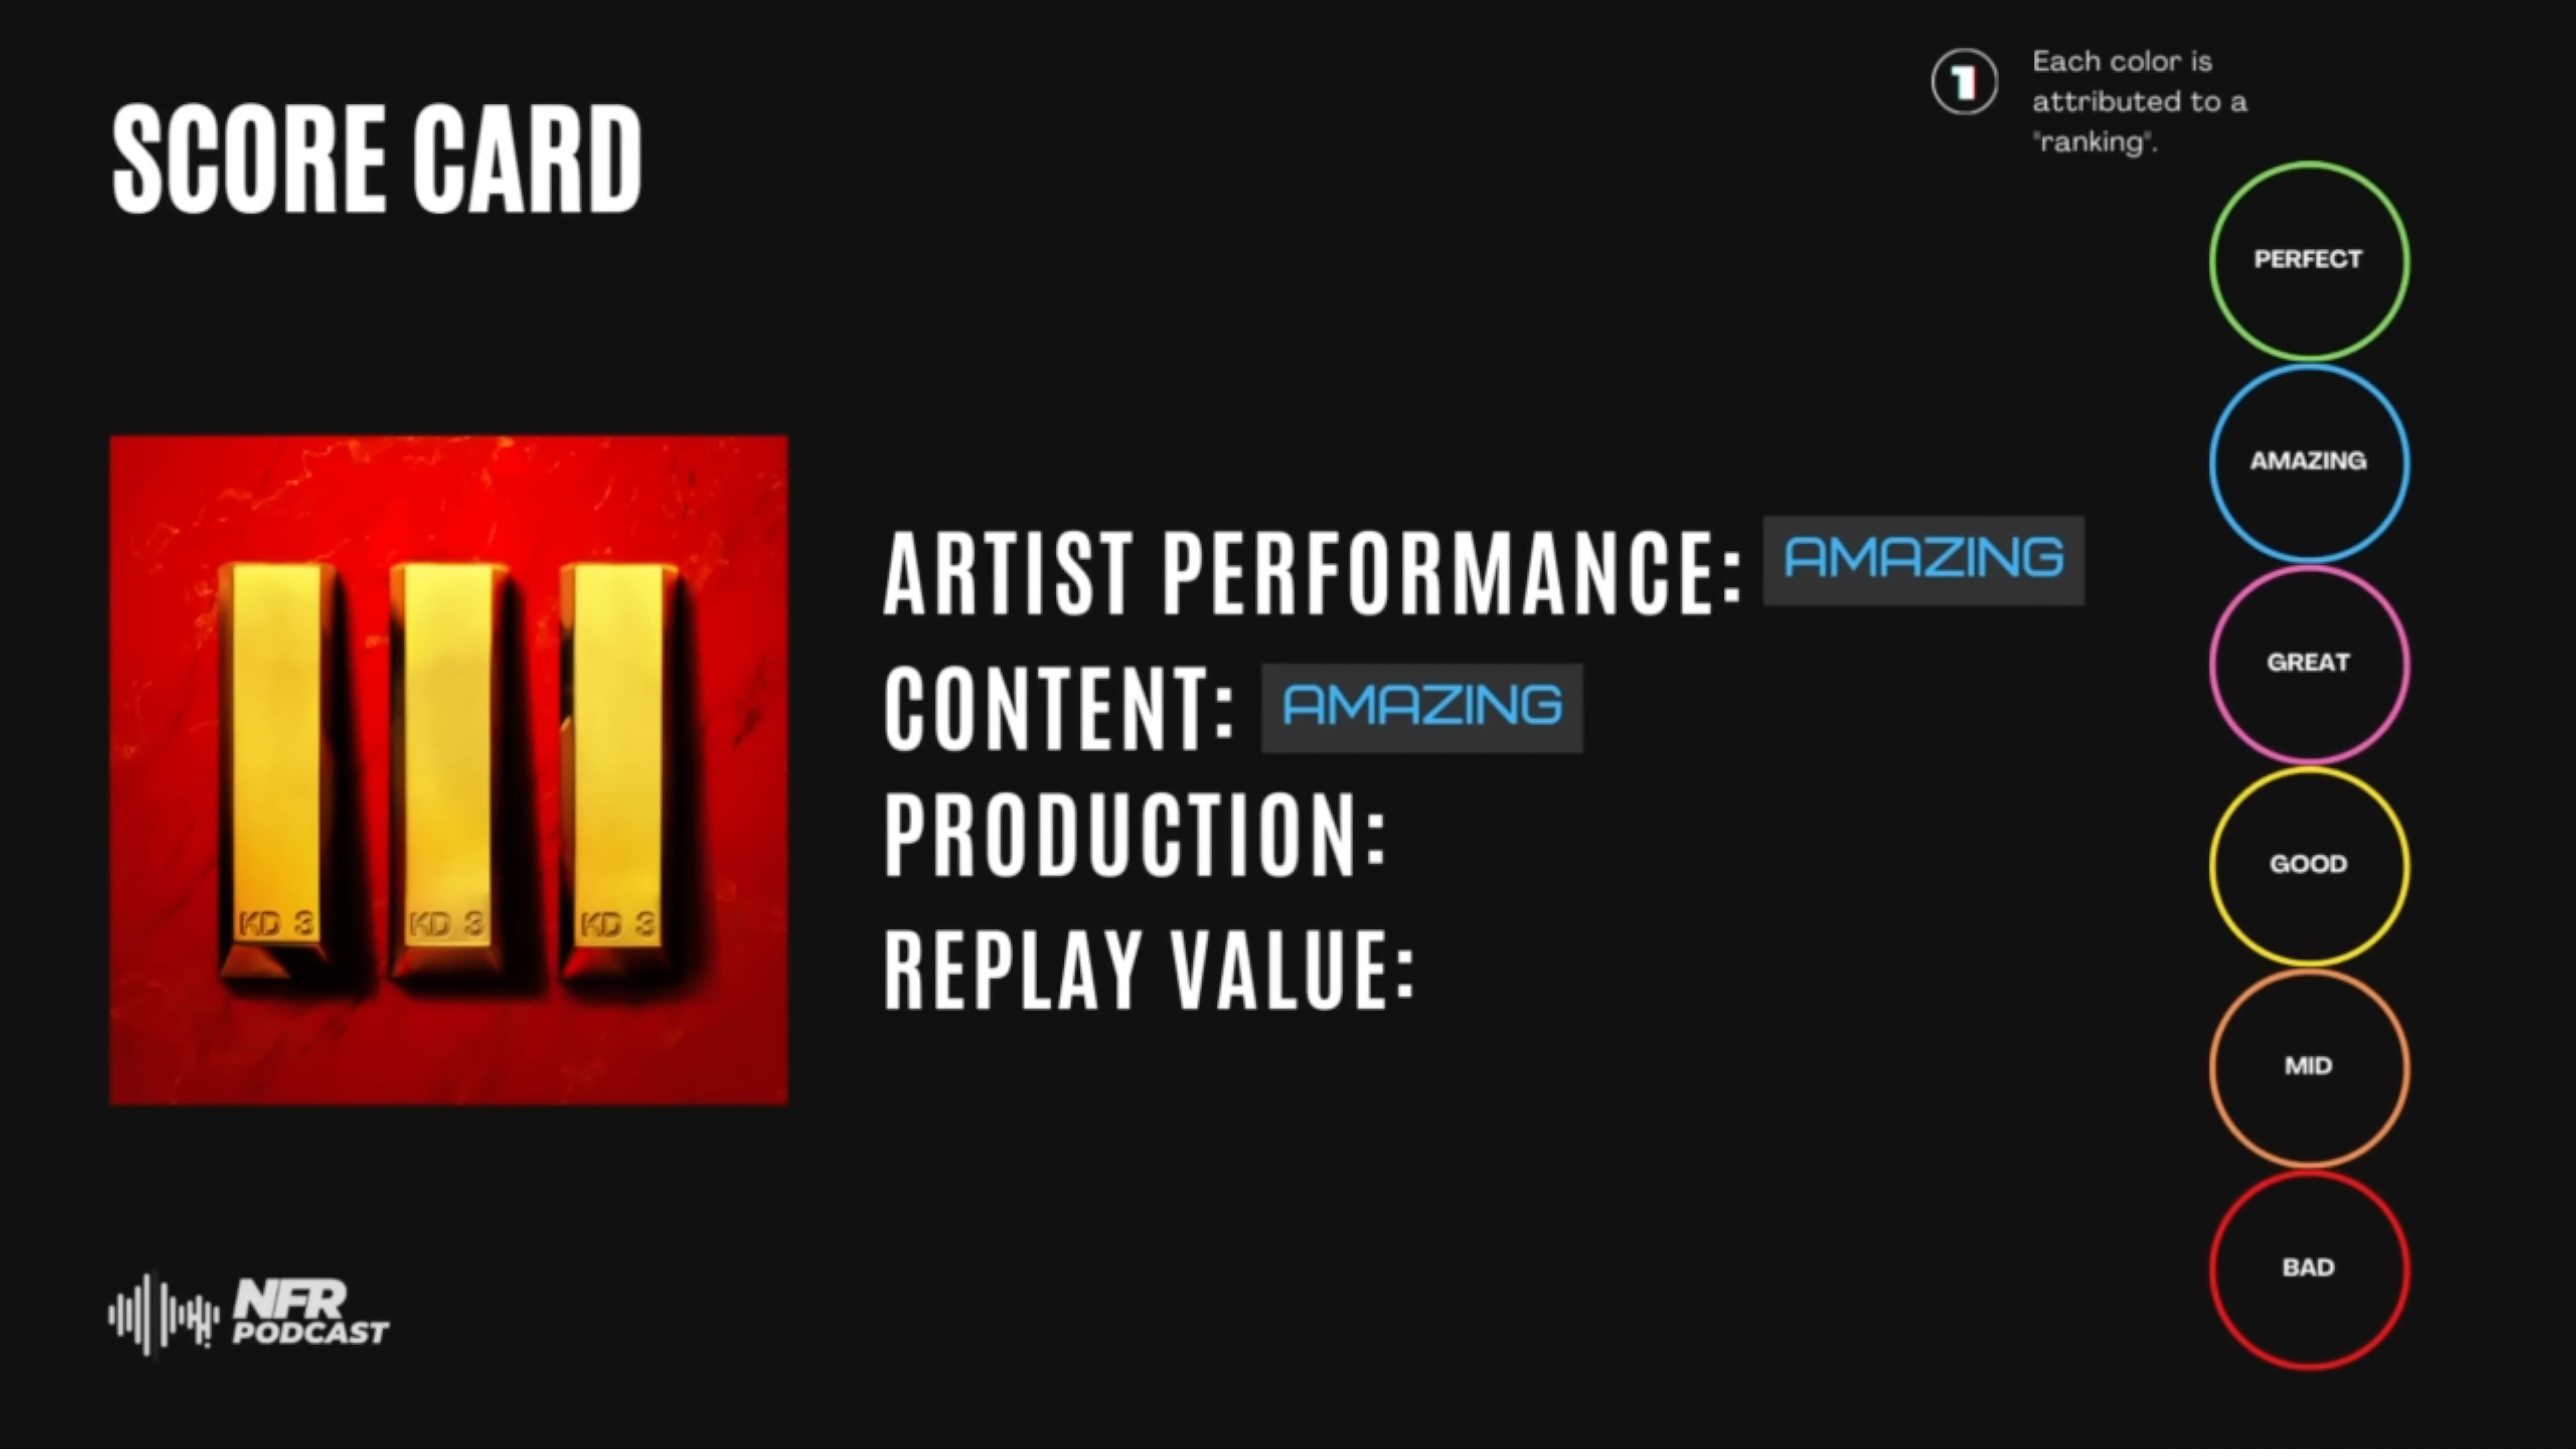 SCORE CARD
1
Each color is
attributed to a
"ranking".
PERFECT
AMAZING
GREAT
GOOD
MID
BAD
KD 3 KD 3 KD 3
ARTIST PERFORMANCE: AMAZING
CONTENT: AMAZING
PRODUCTION:
REPLAY VALUE:
NFR
PODCAST